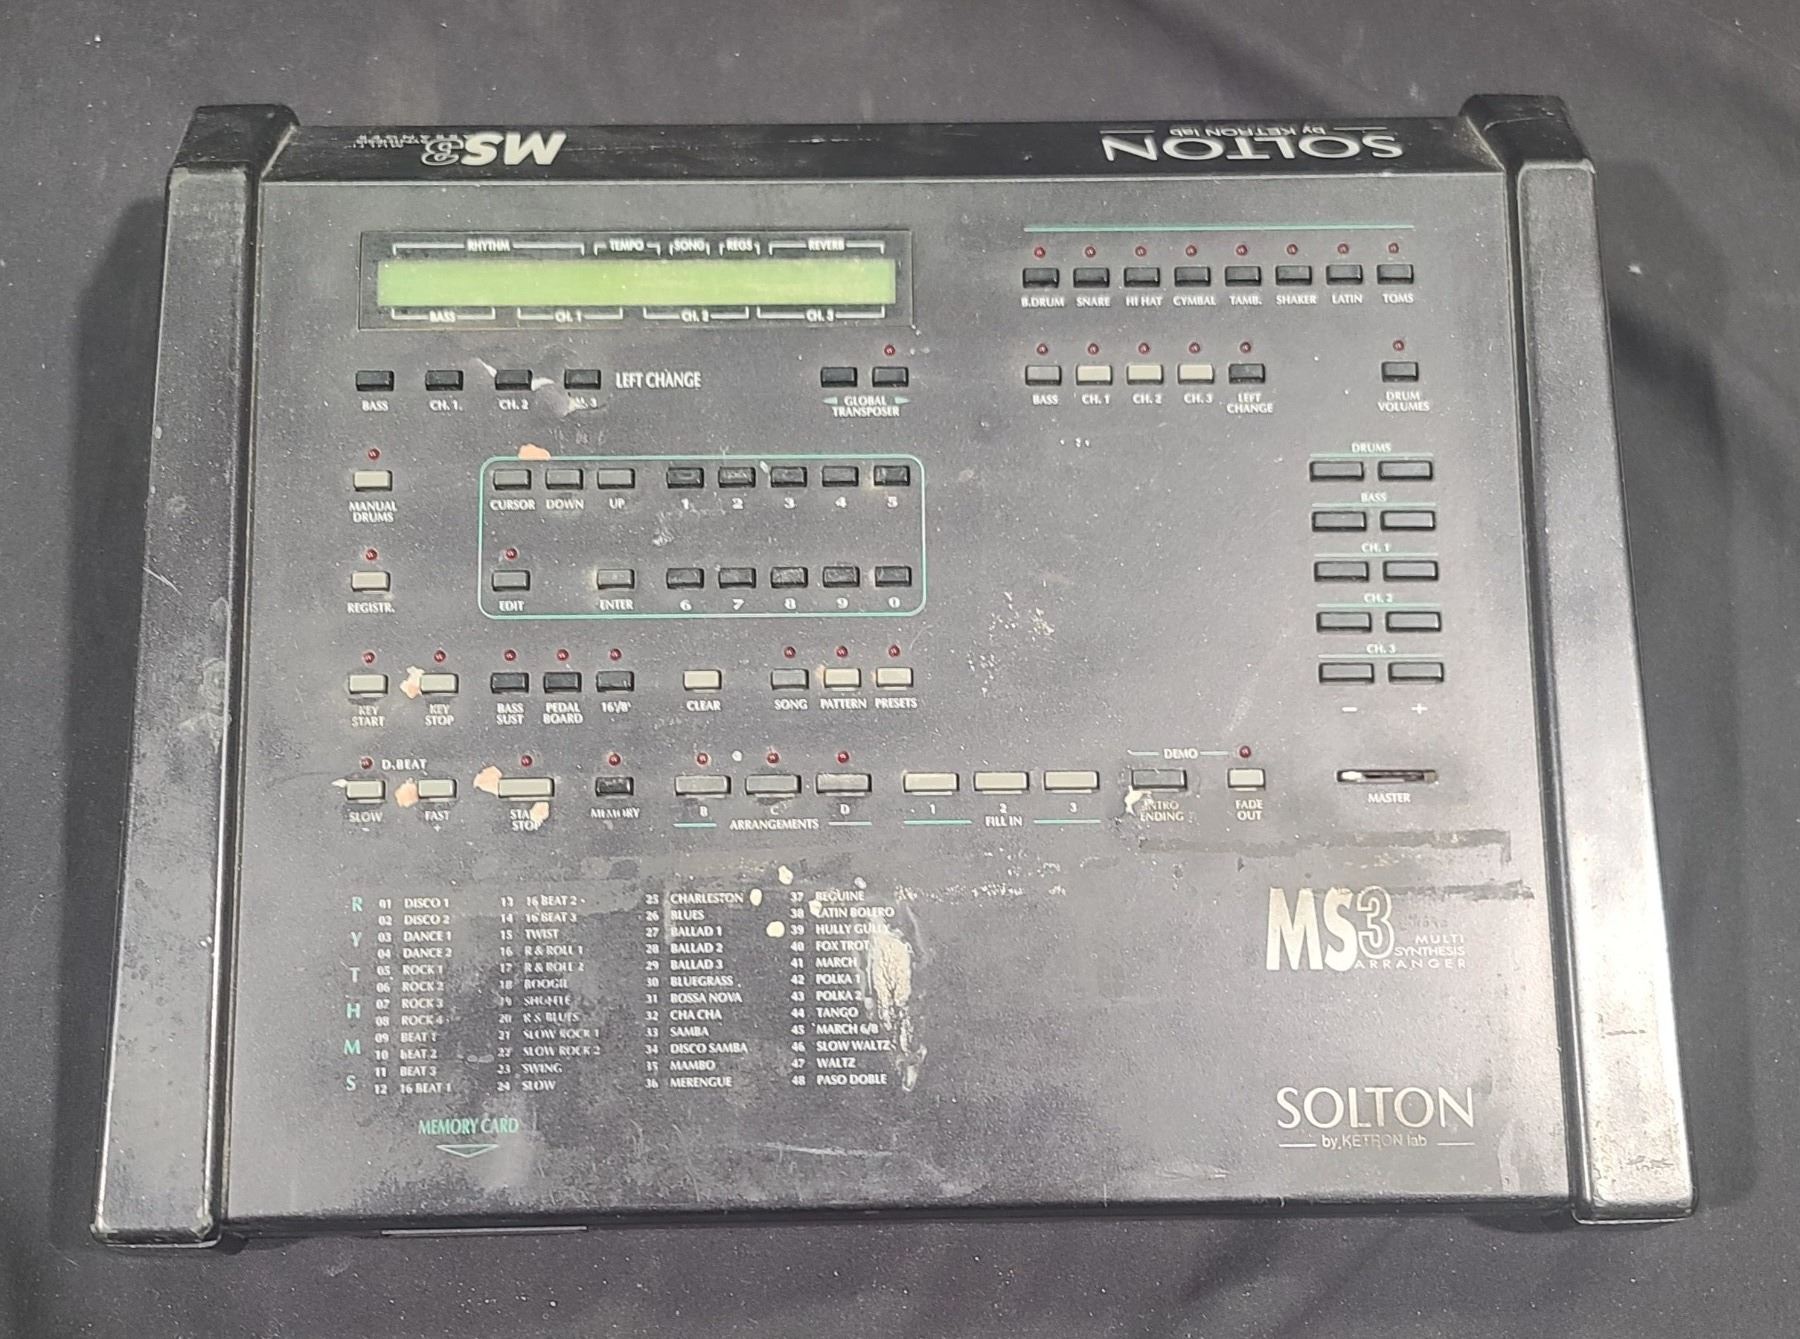 MS3
SOLTON
by KETRON lab
RHYTHM TEMPO SONG REGS REVERB
BASS CH. 1 CH. 2 CH. 3
B.DRUM SNARE HI HAT CYMBAL TAMB. SHAKER LATIN TOMS
LEFT CHANGE
BASS CH. 1. CH. 2 3
GLOBAL
TRANSPOSER
BASS CH. 1 CH. 2 CH. 3 LEFT
CHANGE
DRUM
VOLUMES
MANUAL
DRUMS
CURSOR DOWN UP 1 2 3 4 5
DRUMS
BASS
CH. 1
CH. 2
CH. 3
− +
REGISTR.
EDIT ENTER 6 7 8 9 0
KEY
START
KEY
STOP
BASS
SUST
PEDAL
BOARD
16'/8'
CLEAR
SONG PATTERN PRESETS
D.BEAT
DEMO
SLOW
−
FAST
+
STA
STOP
MEMORY
B C D
ARRANGEMENTS
1 2 3
FILL IN
INTRO
ENDING
FADE
OUT
MASTER
RYTHMS
01 DISCO 1
02 DISCO 2
03 DANCE 1
04 DANCE 2
05 ROCK 1
06 ROCK 2
07 ROCK 3
08 ROCK 4
09 BEAT 1
10 BEAT 2
11 BEAT 3
12 16 BEAT 1
13 16 BEAT 2
14 16 BEAT 3
15 TWIST
16 R & ROLL 1
17 R & ROLL 2
18 BOOGIE
19 SHUFFLE
20 R & BLUES
21 SLOW ROCK 1
22 SLOW ROCK 2
23 SWING
24 SLOW
25 CHARLESTON
26 BLUES
27 BALLAD 1
28 BALLAD 2
29 BALLAD 3
30 BLUEGRASS
31 BOSSA NOVA
32 CHA CHA
33 SAMBA
34 DISCO SAMBA
35 MAMBO
36 MERENGUE
37 BEGUINE
38 LATIN BOLERO
39 HULLY GULLY
40 FOX TROT
41 MARCH
42 POLKA 1
43 POLKA 2
44 TANGO
45 MARCH 6/8
46 SLOW WALTZ
47 WALTZ
48 PASO DOBLE
MS3
MULTI
SYNTHESIS
ARRANGER
MEMORY CARD
SOLTON
by KETRON lab